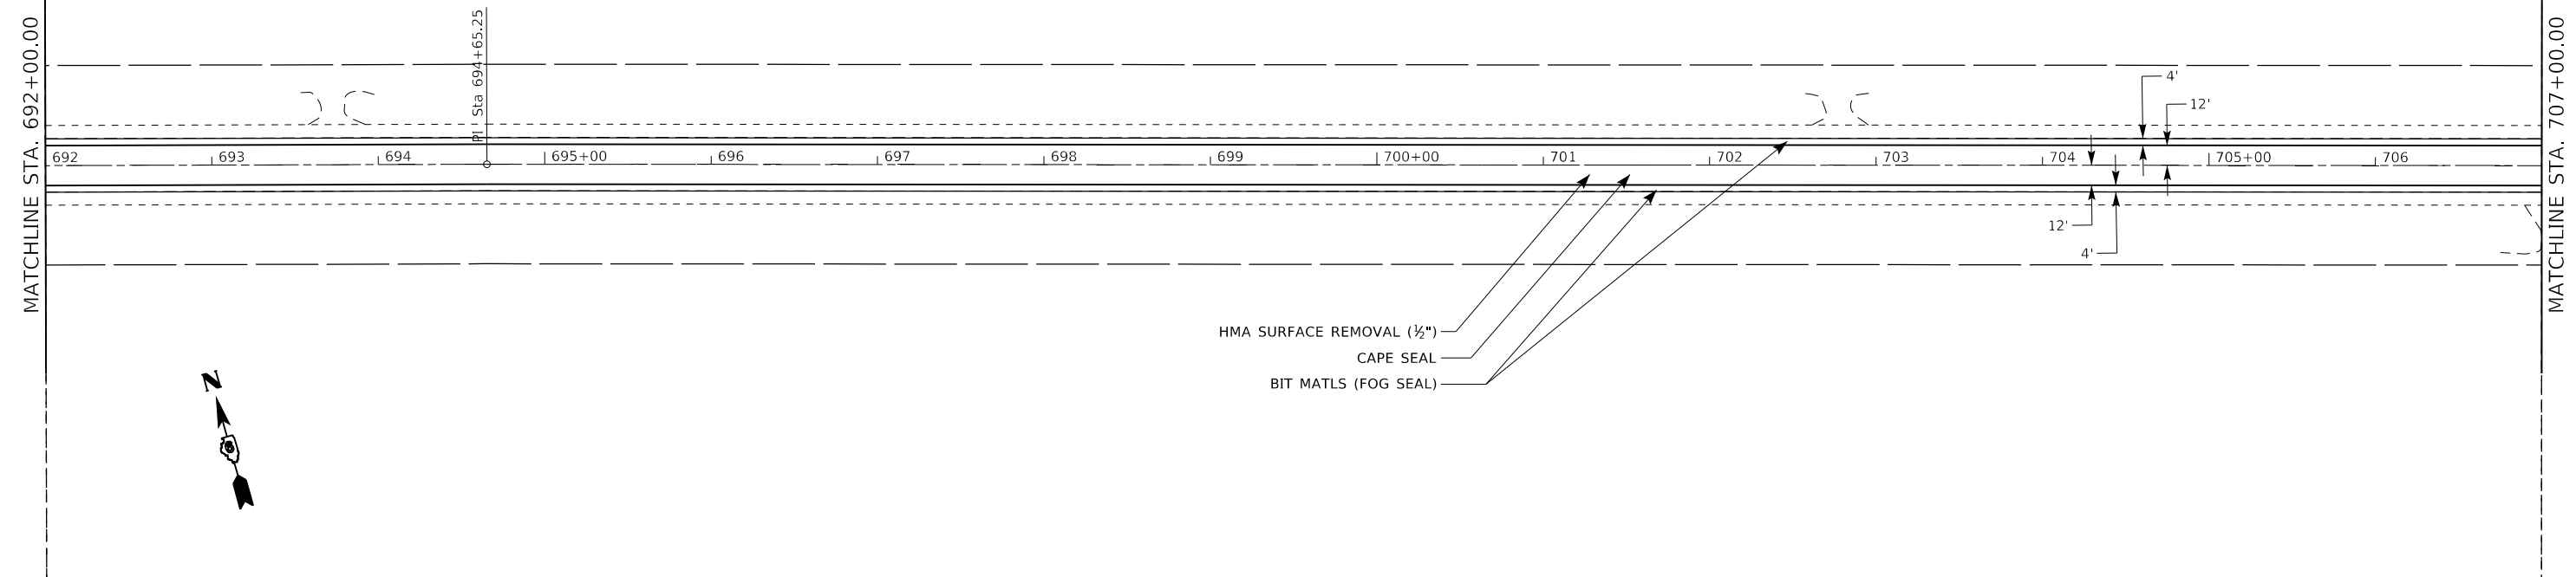 MATCHLINE STA. 692+00.00
PI Sta 694+65.25
MATCHLINE STA. 707+00.00
4'
12'
692
693
694
695+00
696
697
698
699
700+00
701
702
703
704
705+00
706
12'
4'
HMA SURFACE REMOVAL (½")
CAPE SEAL
BIT MATLS (FOG SEAL)
N